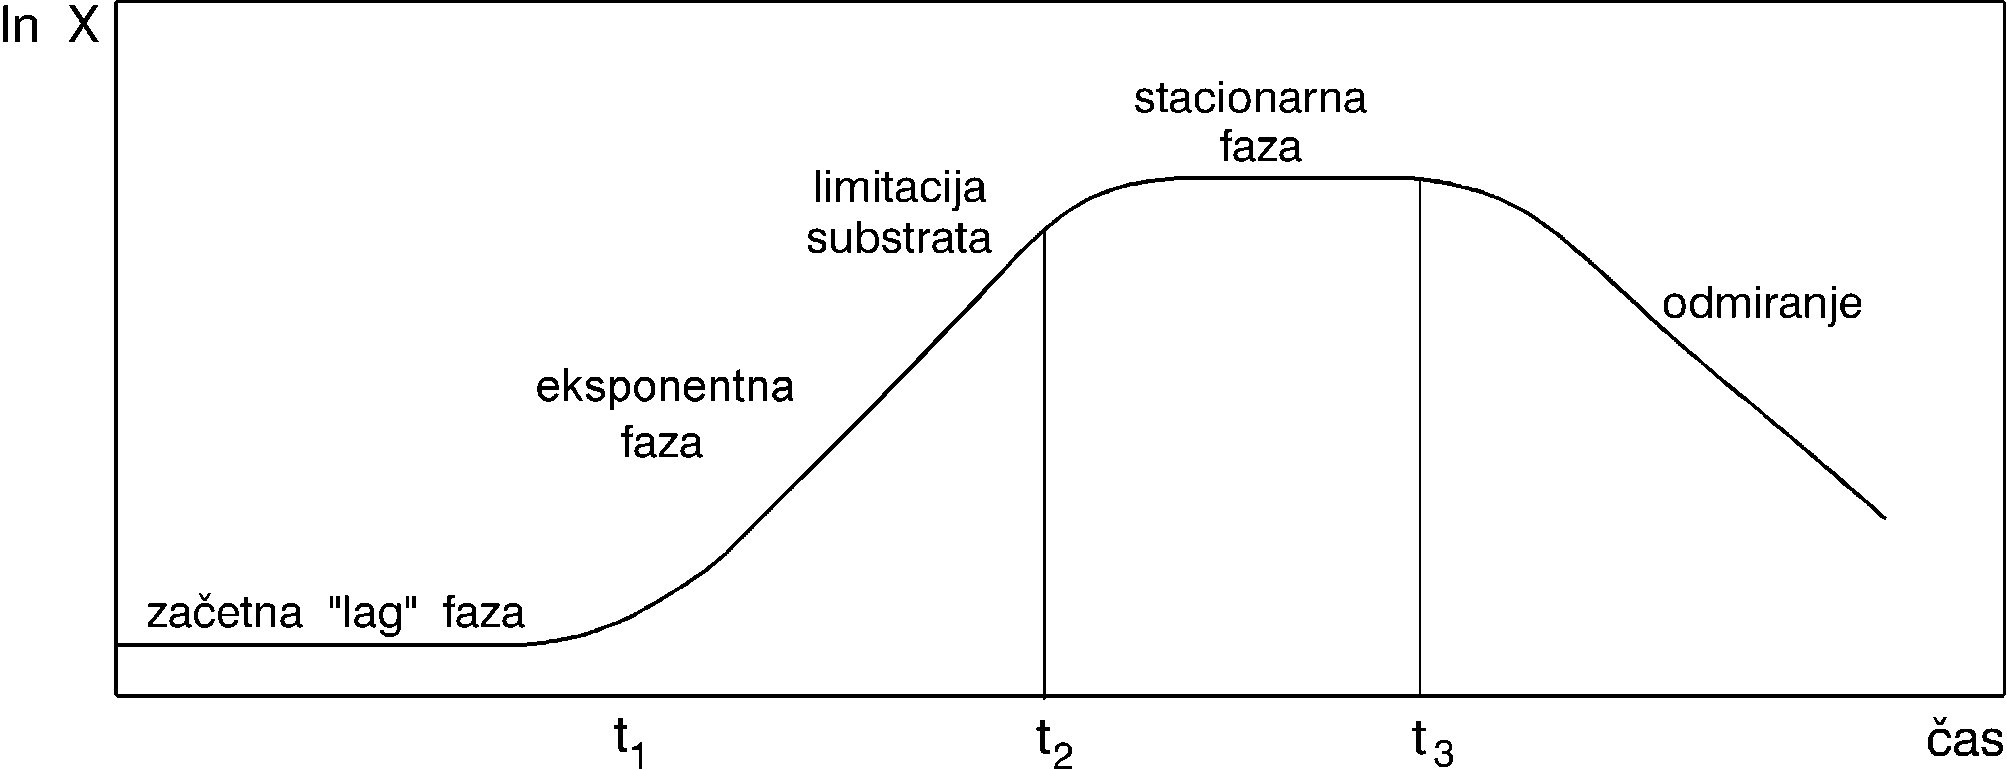 ln X
stacionarna
faza
limitacija
substrata
odmiranje
eksponentna
faza
začetna "lag" faza
t1 t2 t3 čas